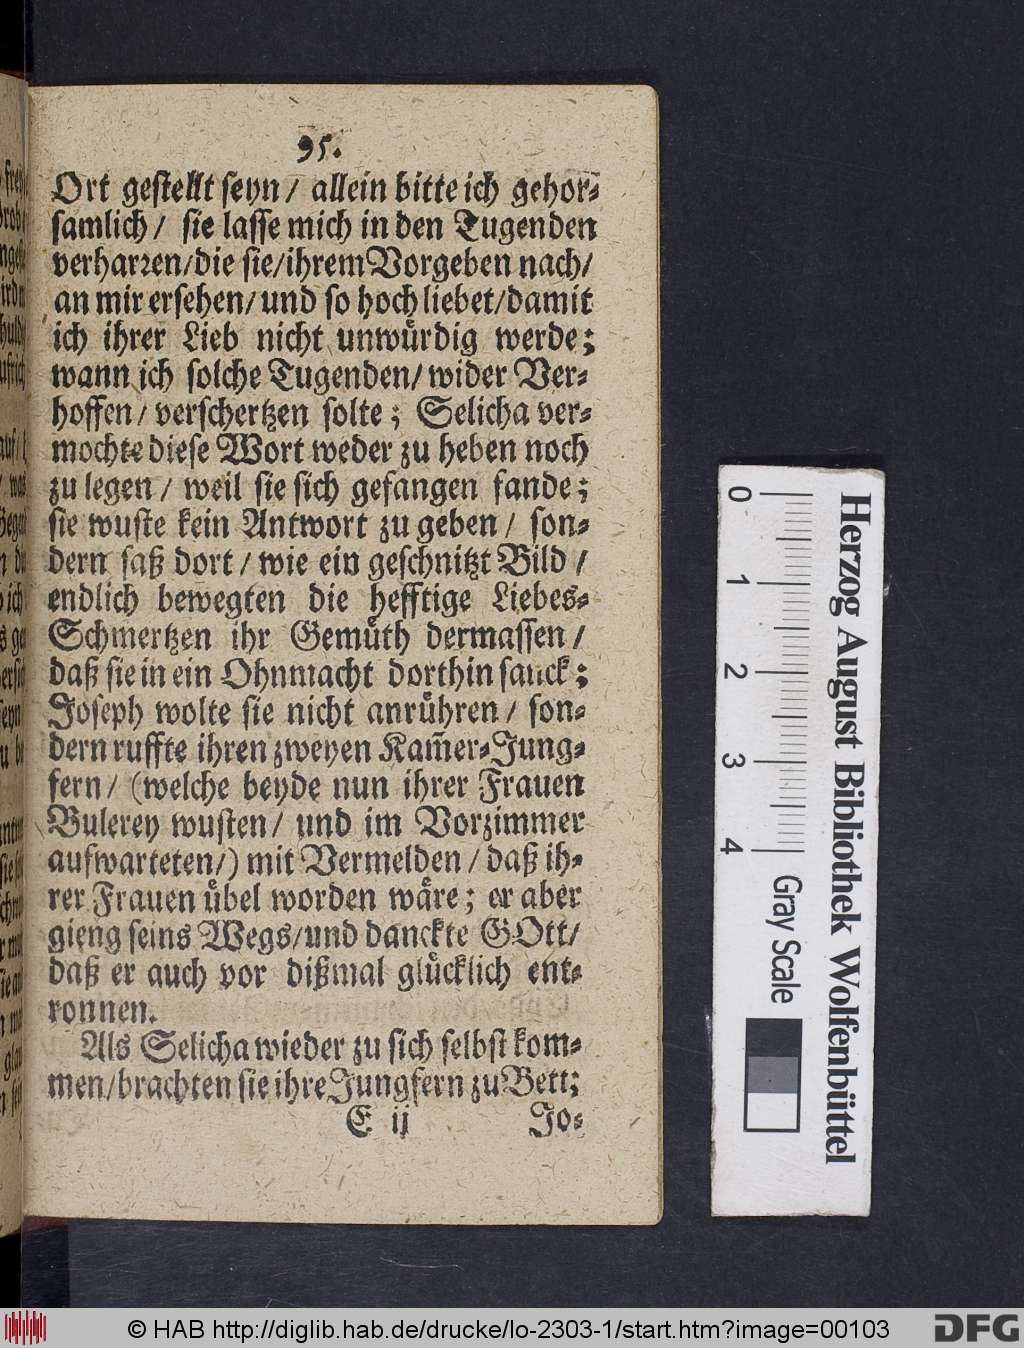 95.
Ort gestellt seyn / allein bitte ich gehor-
samlich / sie lasse mich in den Tugenden
verharren/die sie/ihrem Vorgeben nach/
an mir ersehen/ und so hoch liebet/damit
ich ihrer Lieb nicht unwürdig werde;
wann ich solche Tugenden/ wider Ver-
hoffen/ verschertzen solte; Selicha ver-
mochte diese Wort weder zu heben noch
zu legen / weil sie sich gefangen fande;
sie wuste kein Antwort zu geben / son-
dern saß dort / wie ein geschnitzt Bild /
endlich bewegten die hefftige Liebes-
Schmertzen ihr Gemüth dermassen /
daß sie in ein Ohnmacht dorthin sanck;
Joseph wolte sie nicht anrühren / son-
dern ruffte ihren zweyen Kam̃er-Jung-
fern / (welche beyde nun ihrer Frauen
Bulerey wusten / und im Vorzimmer
aufwarteten/) mit Vermelden / daß ih-
rer Frauen übel worden wäre; er aber
gieng seins Wegs/und danckte GOtt/
daß er auch vor dißmal glücklich ent-
ronnen.
Als Selicha wieder zu sich selbst kom-
men/brachten sie ihre Jungfern zu Bett;
E ij Jo-
0 1 2 3 4
Gray Scale
Herzog August Bibliothek Wolfenbüttel
© HAB http://diglib.hab.de/drucke/lo-2303-1/start.htm?image=00103
DFG